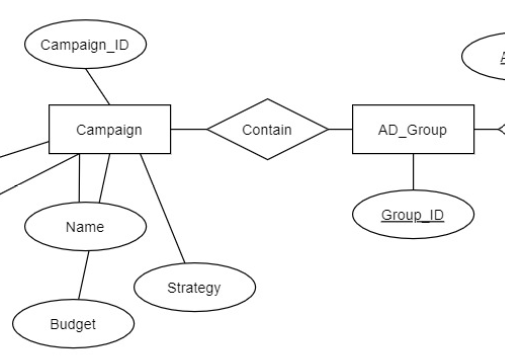 Campaign_ID
Campaign
Contain
AD_Group
Name
Group_ID
Strategy
Budget